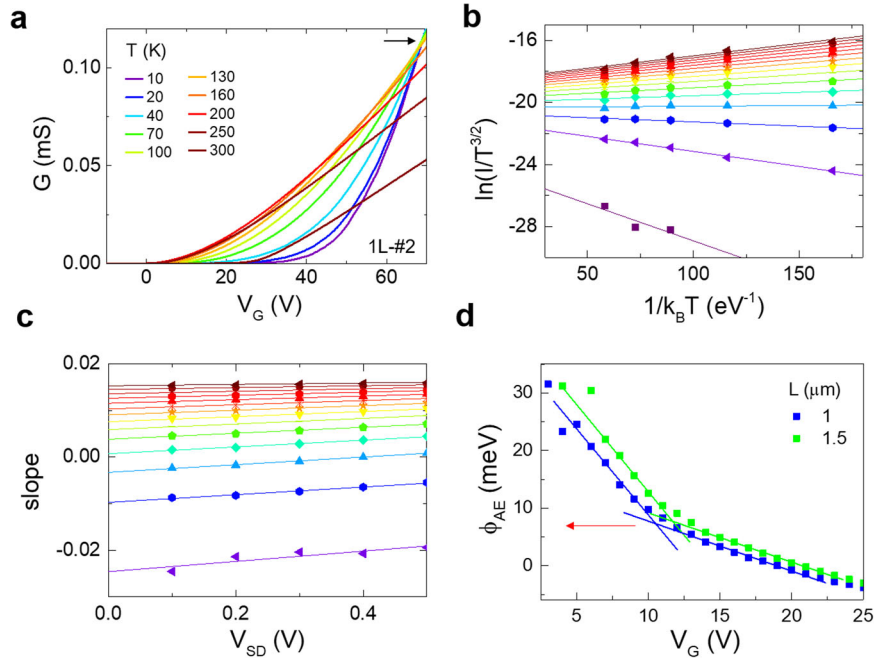 a
T (K)
10 130
20 160
40 200
70 250
100 300
0.10
0.05
0.00
G (mS)
0 20 40 60
V_G (V)
1L-#2
b
-16
-20
-24
-28
ln(I/T^3/2)
50 100 150
1/k_BT (eV^-1)
c
0.02
0.00
-0.02
slope
0.0 0.2 0.4
V_SD (V)
d
30
20
10
0
ϕ_AE (meV)
L (μm)
1
1.5
5 10 15 20 25
V_G (V)